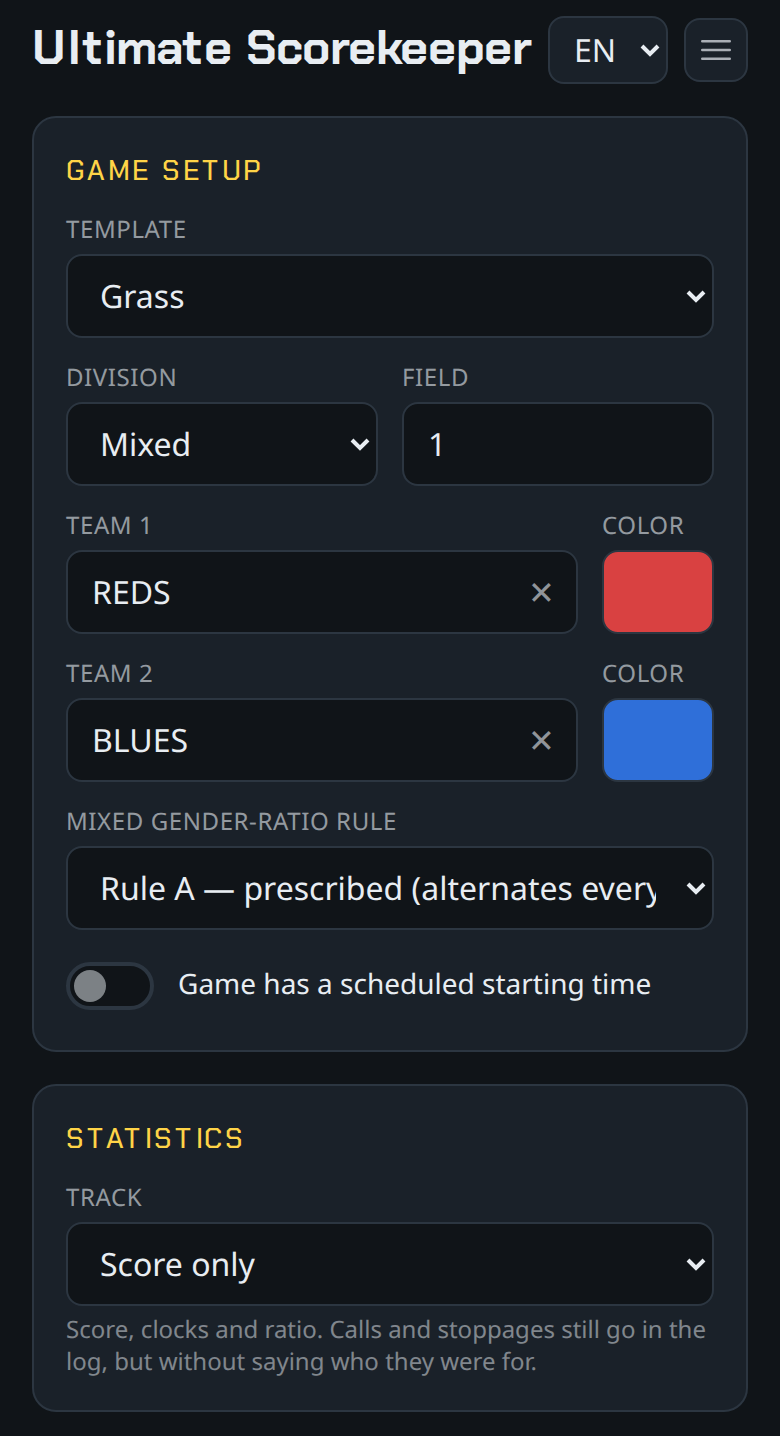 Ultimate Scorekeeper EN
GAME SETUP
TEMPLATE
Grass
DIVISION FIELD
Mixed 1
TEAM 1 COLOR
REDS ✕
TEAM 2 COLOR
BLUES ✕
MIXED GENDER-RATIO RULE
Rule A — prescribed (alternates every
Game has a scheduled starting time
STATISTICS
TRACK
Score only
Score, clocks and ratio. Calls and stoppages still go in the
log, but without saying who they were for.